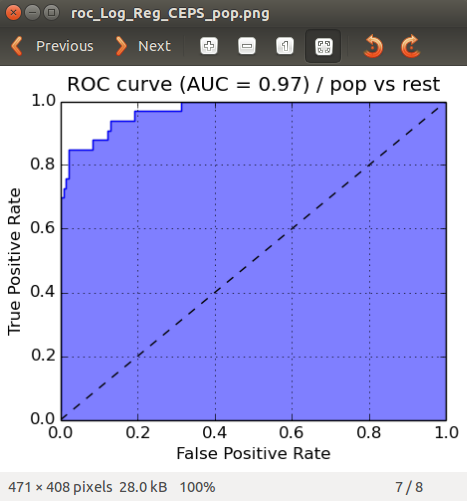 roc_Log_Reg_CEPS_pop.png
Previous Next 1
ROC curve (AUC = 0.97) / pop vs rest
True Positive Rate
1.0
0.8
0.6
0.4
0.2
0.0
0.0 0.2 0.4 0.6 0.8 1.0
False Positive Rate
471 × 408 pixels 28.0 kB 100% 7 / 8